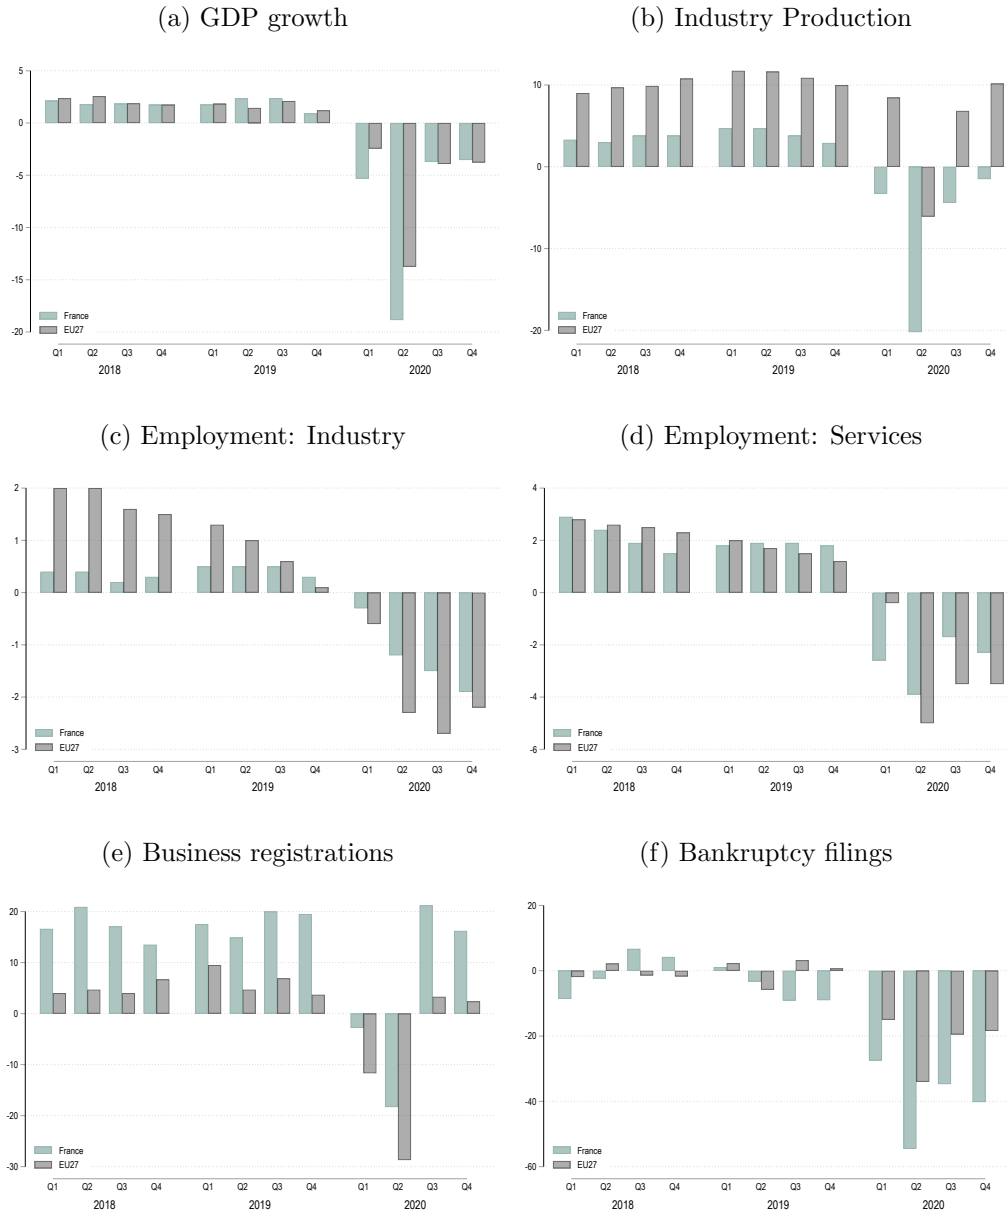 (a) GDP growth
5
0
-5
-10
-15
-20
France
EU27
Q1 Q2 Q3 Q4 Q1 Q2 Q3 Q4 Q1 Q2 Q3 Q4
2018 2019 2020
(b) Industry Production
10
0
-10
-20
France
EU27
Q1 Q2 Q3 Q4 Q1 Q2 Q3 Q4 Q1 Q2 Q3 Q4
2018 2019 2020
(c) Employment: Industry
2
1
0
-1
-2
-3
France
EU27
Q1 Q2 Q3 Q4 Q1 Q2 Q3 Q4 Q1 Q2 Q3 Q4
2018 2019 2020
(d) Employment: Services
4
2
0
-2
-4
-6
France
EU27
Q1 Q2 Q3 Q4 Q1 Q2 Q3 Q4 Q1 Q2 Q3 Q4
2018 2019 2020
(e) Business registrations
20
10
0
-10
-20
-30
France
EU27
Q1 Q2 Q3 Q4 Q1 Q2 Q3 Q4 Q1 Q2 Q3 Q4
2018 2019 2020
(f) Bankruptcy filings
20
0
-20
-40
-60
France
EU27
Q1 Q2 Q3 Q4 Q1 Q2 Q3 Q4 Q1 Q2 Q3 Q4
2018 2019 2020